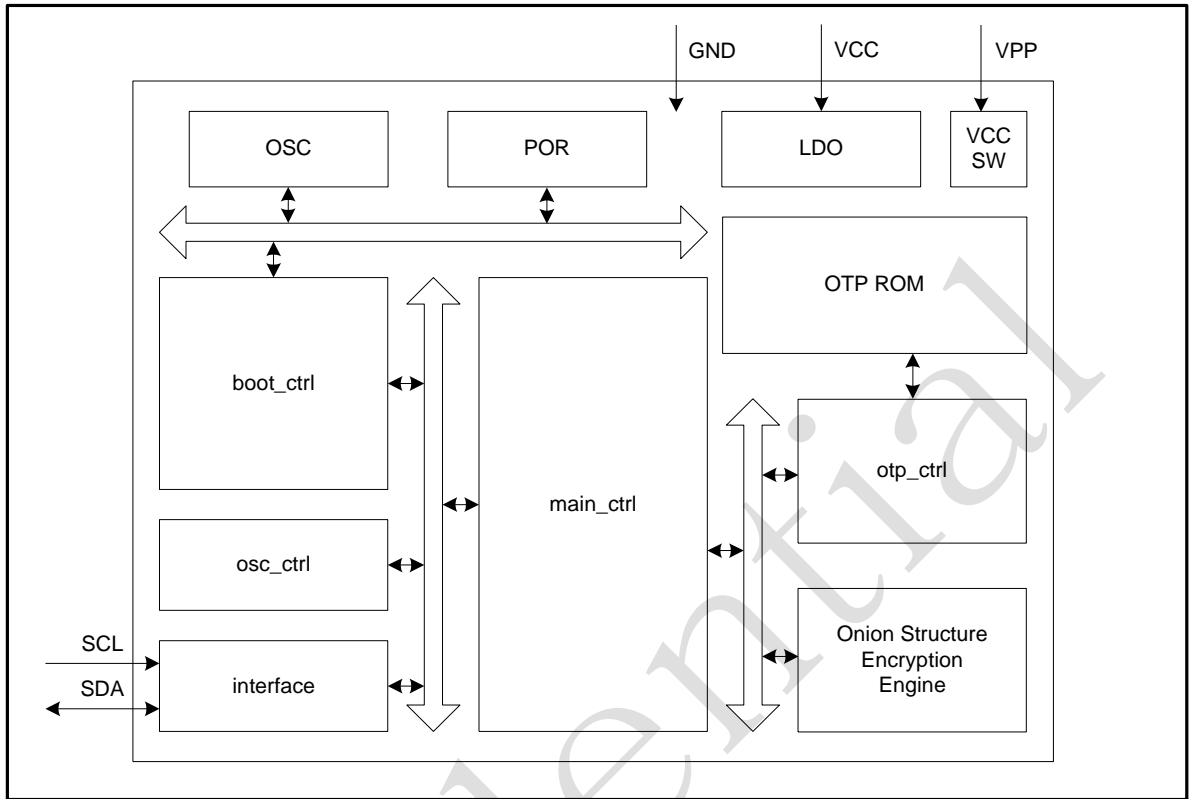 GND
VCC
VPP
OSC
POR
LDO
VCC
SW
OTP ROM
boot_ctrl
main_ctrl
otp_ctrl
osc_ctrl
Onion Structure
Encryption
Engine
SCL
SDA
interface
dential